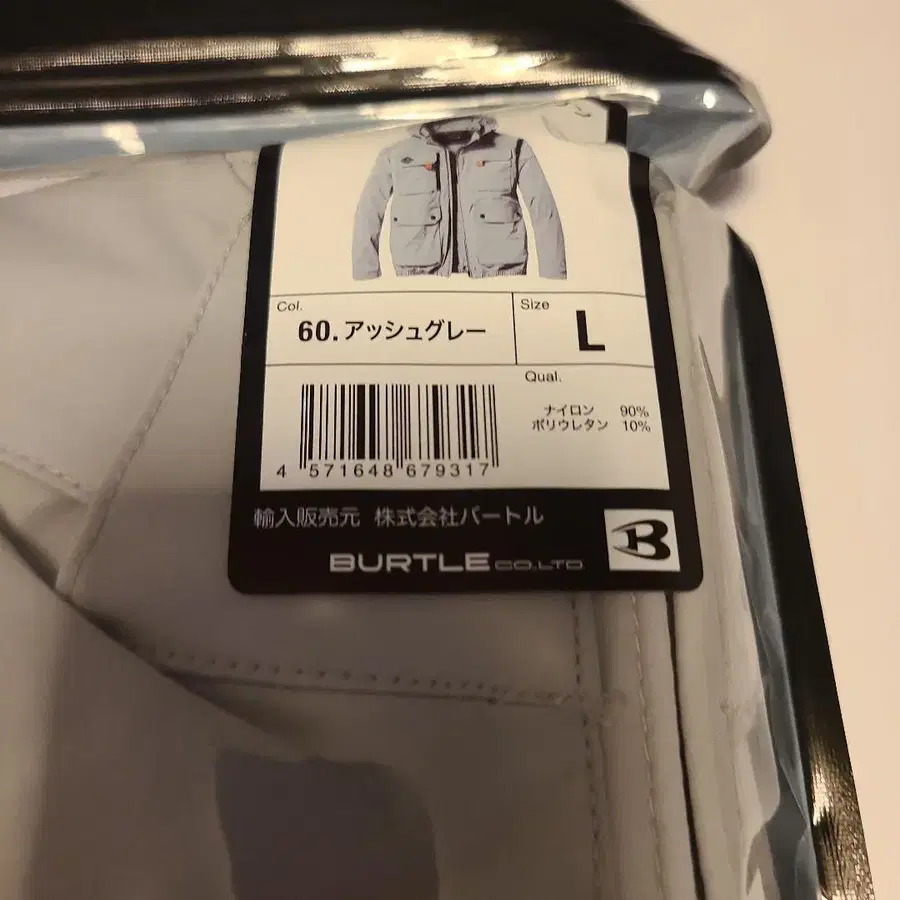 Col.
60.アッシュグレー
Size
L
Qual.
ナイロン 90%
ポリウレタン 10%
4 571648 679317
輸入販売元 株式会社バートル
BURTLE CO.,LTD.
B